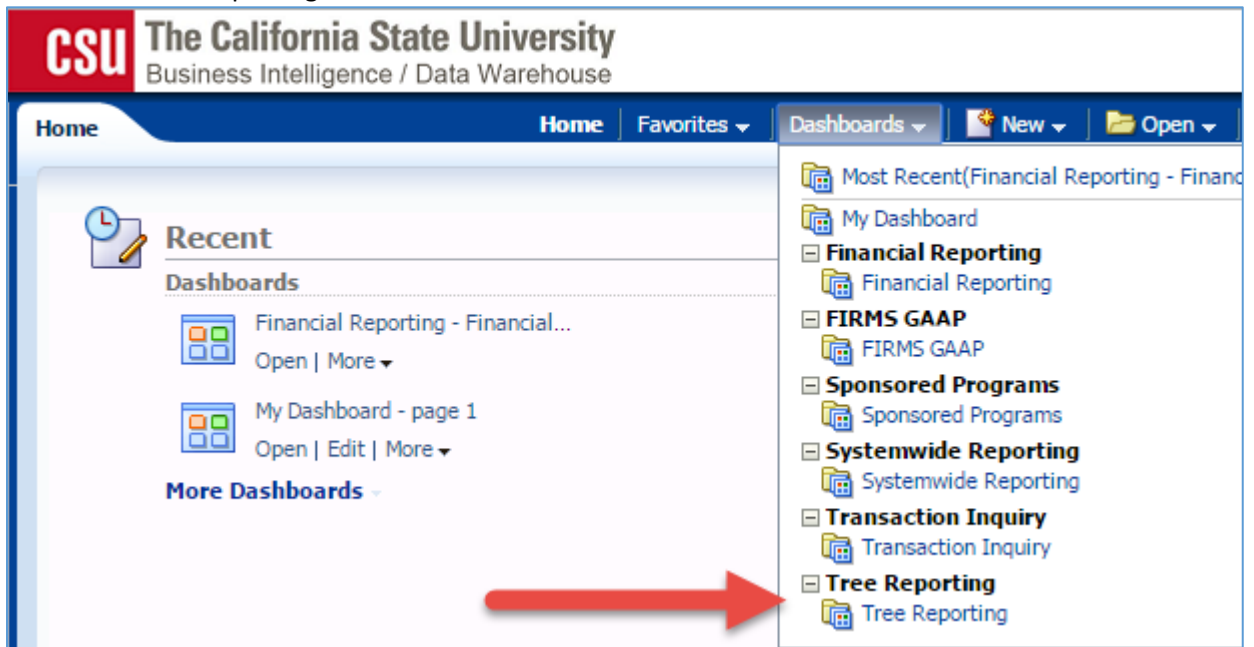 CSU The California State University
Business Intelligence / Data Warehouse
Home Home Favorites Dashboards New Open
Recent
Dashboards
Financial Reporting - Financial...
Open | More
My Dashboard - page 1
Open | Edit | More
More Dashboards
Most Recent(Financial Reporting - Financ
My Dashboard
Financial Reporting
Financial Reporting
FIRMS GAAP
FIRMS GAAP
Sponsored Programs
Sponsored Programs
Systemwide Reporting
Systemwide Reporting
Transaction Inquiry
Transaction Inquiry
Tree Reporting
Tree Reporting